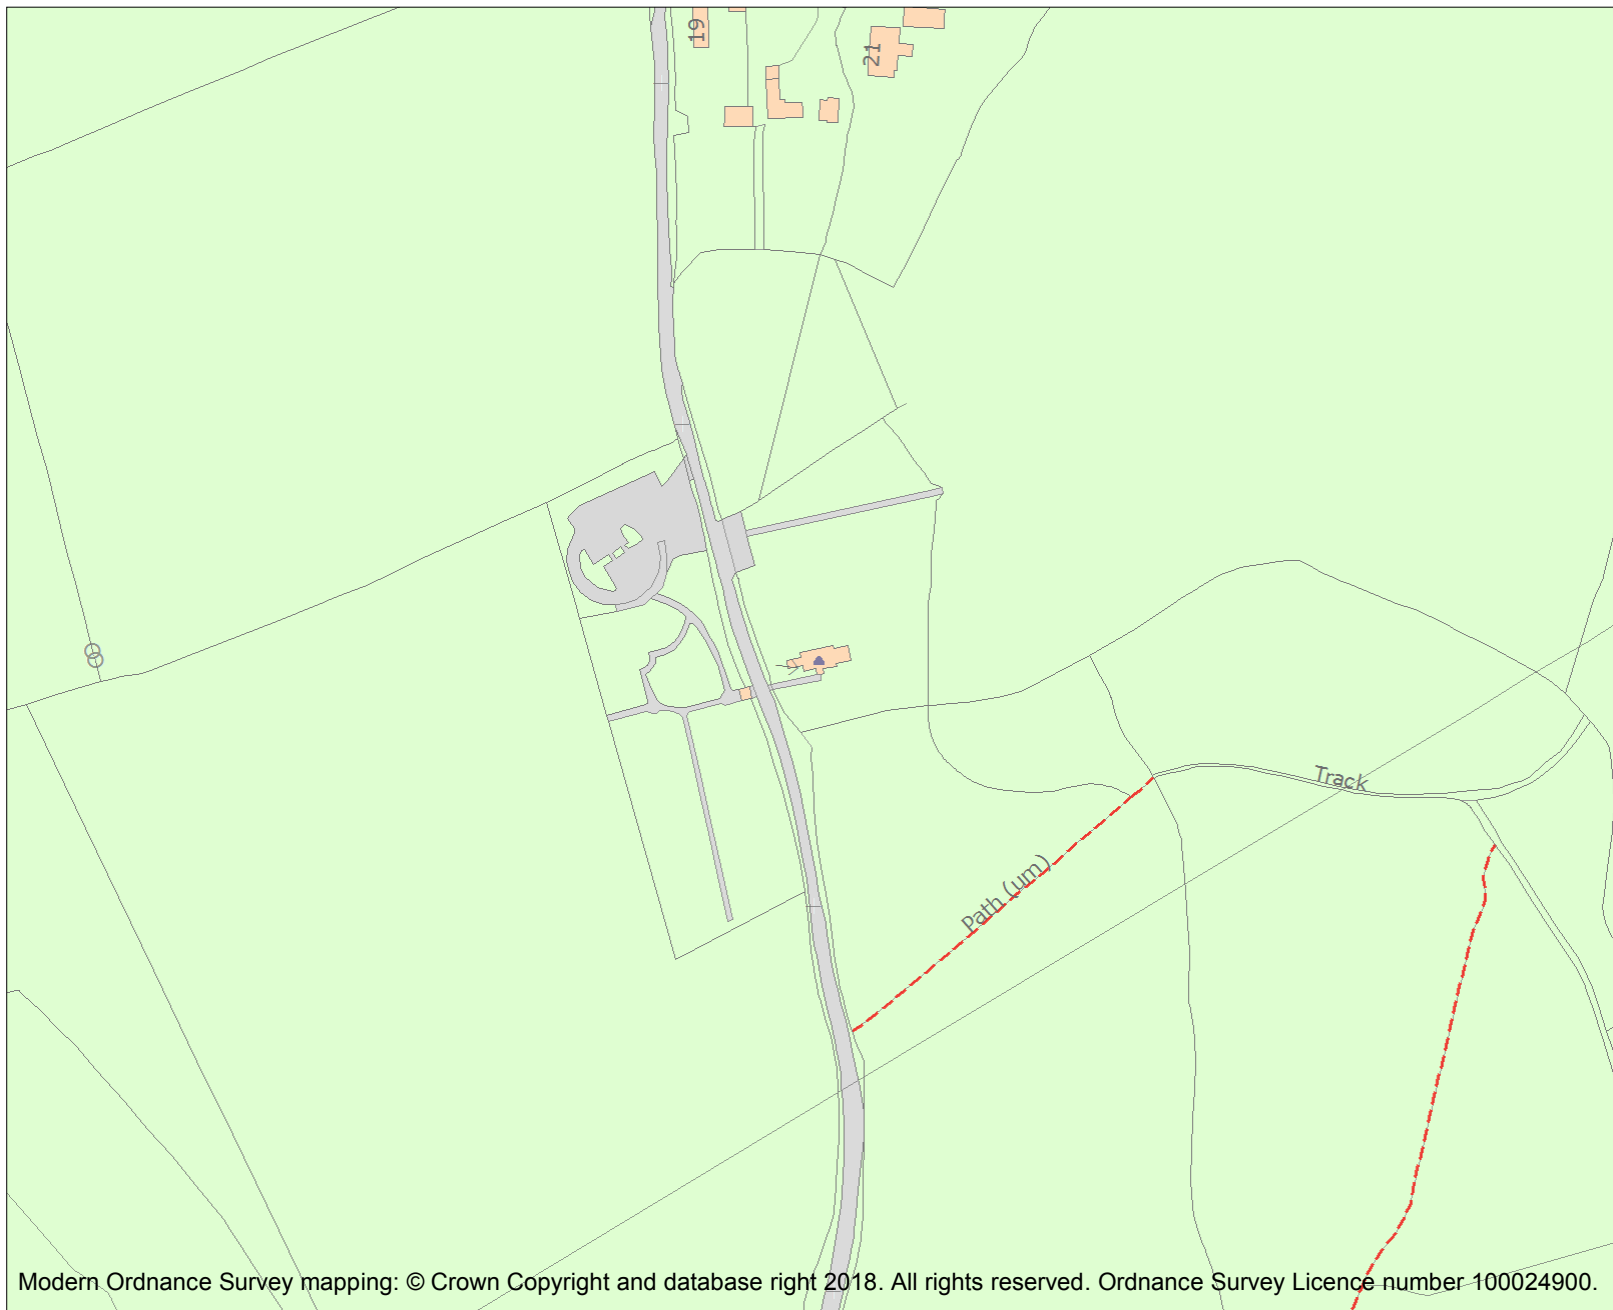 19
21
Track
Path (um)
Modern Ordnance Survey mapping: © Crown Copyright and database right 2018. All rights reserved. Ordnance Survey Licence number 100024900.